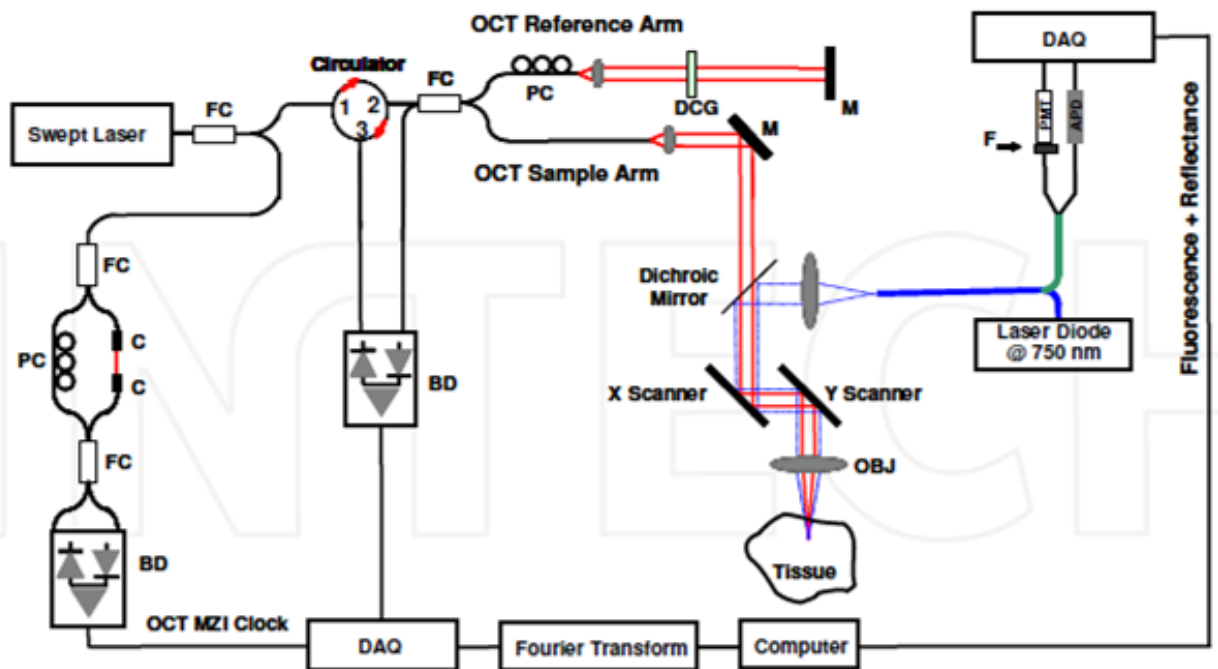 OCT Reference Arm
DAQ
Circulator
FC
PC
1 2
3
FC
DCG
M
PMT
APD
Swept Laser
M
F
OCT Sample Arm
Fluorescence + Reflectance
FC
Dichroic
Mirror
Laser Diode
@ 750 nm
PC
C
C
BD
X Scanner
Y Scanner
FC
OBJ
BD
Tissue
OCT MZI Clock
DAQ
Fourier Transform
Computer
INTECH